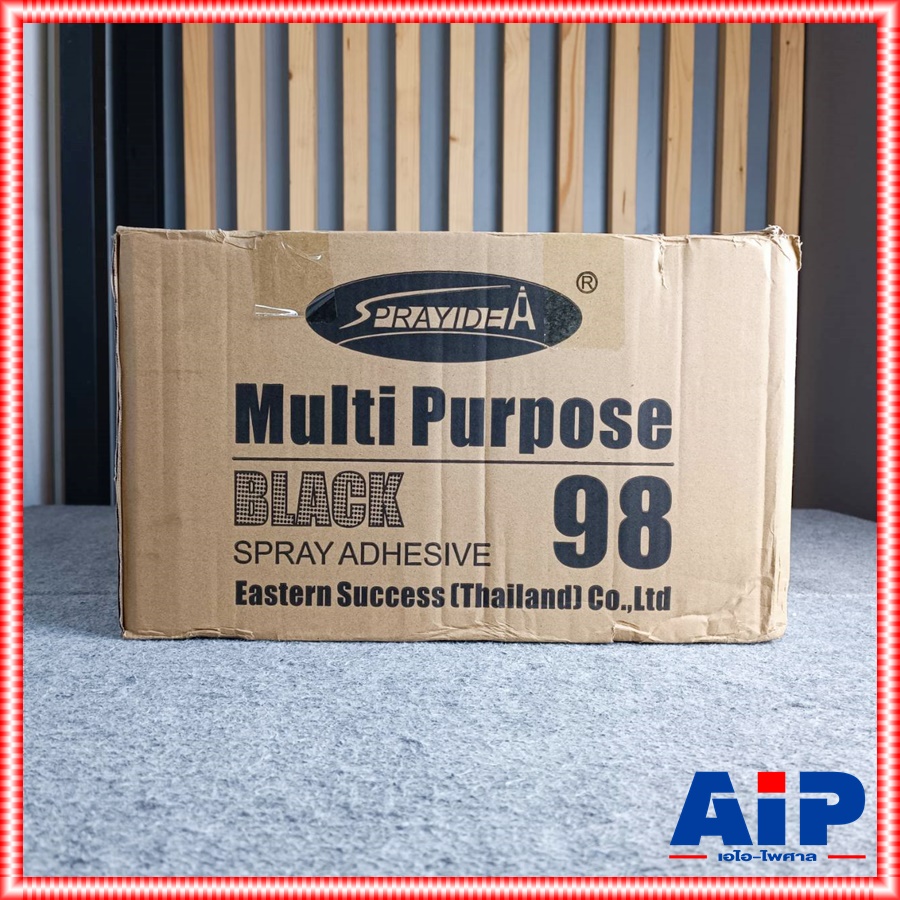 SPRAYIDEA ®
Multi Purpose
BLACK 98
SPRAY ADHESIVE
Eastern Success (Thailand) Co.,Ltd
AiP
เอไอ-ไพศาล